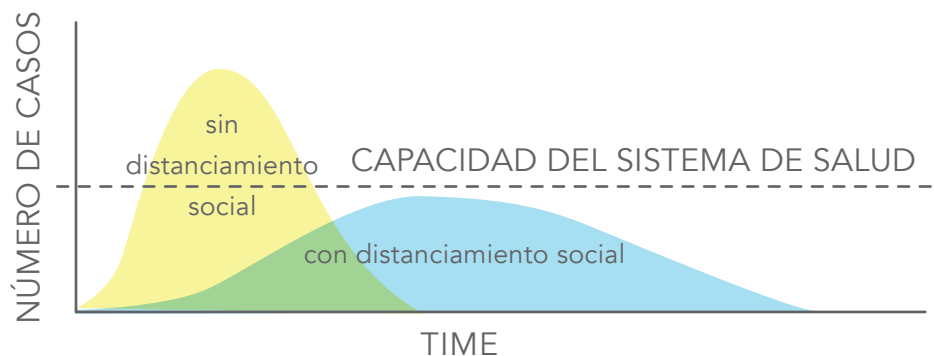 NÚMERO DE CASOS
sin
distanciamiento
social
CAPACIDAD DEL SISTEMA DE SALUD
con distanciamiento social
TIME